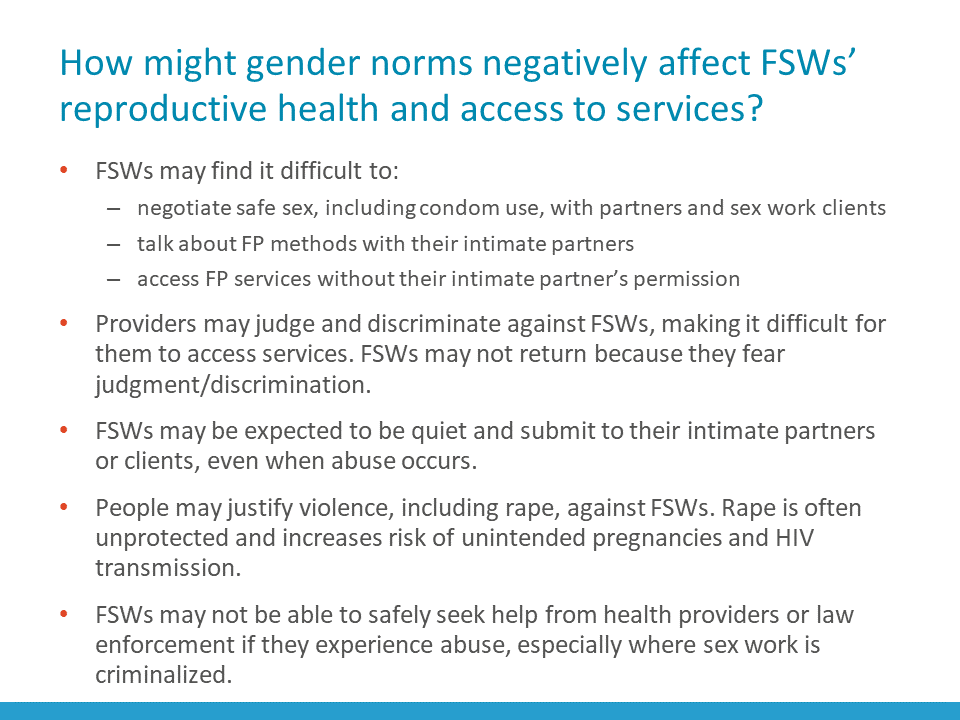 How might gender norms negatively affect FSWs’
reproductive health and access to services?
• FSWs may find it difficult to:
– negotiate safe sex, including condom use, with partners and sex work clients
– talk about FP methods with their intimate partners
– access FP services without their intimate partner’s permission
• Providers may judge and discriminate against FSWs, making it difficult for
them to access services. FSWs may not return because they fear
judgment/discrimination.
• FSWs may be expected to be quiet and submit to their intimate partners
or clients, even when abuse occurs.
• People may justify violence, including rape, against FSWs. Rape is often
unprotected and increases risk of unintended pregnancies and HIV
transmission.
• FSWs may not be able to safely seek help from health providers or law
enforcement if they experience abuse, especially where sex work is
criminalized.